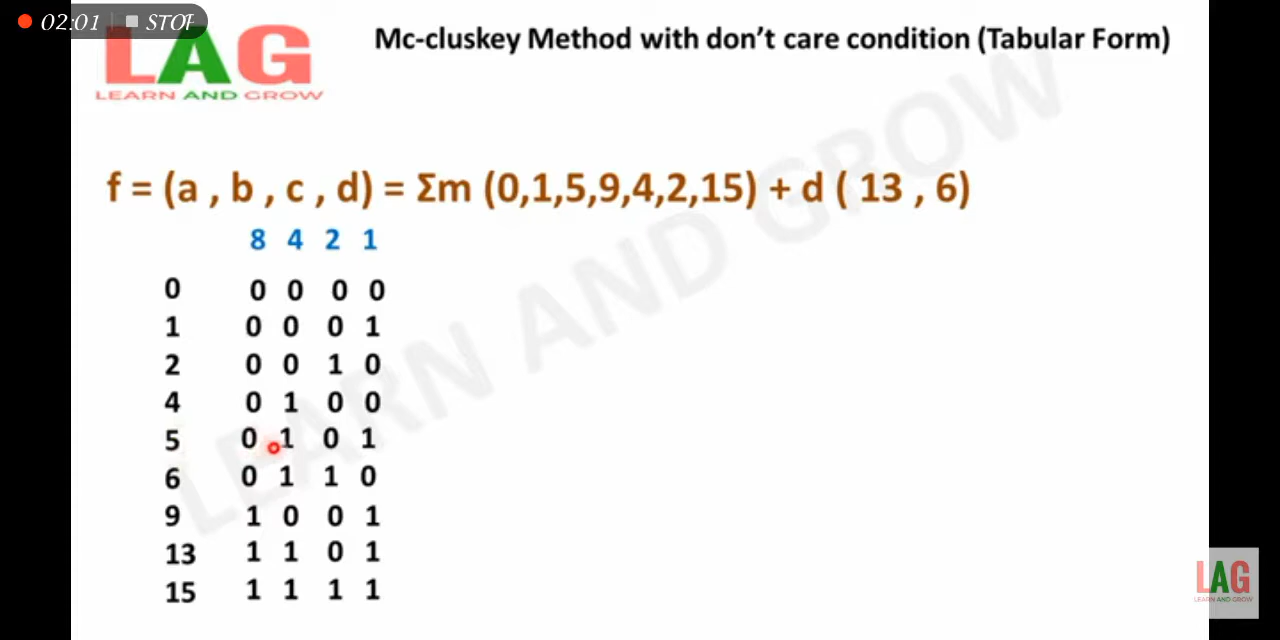 02:01 STOP
LAG
LEARN AND GROW
Mc-cluskey Method with don't care condition (Tabular Form)
f = (a , b , c , d) = Σm (0,1,5,9,4,2,15) + d ( 13 , 6)
8 4 2 1
0 0 0 0 0
1 0 0 0 1
2 0 0 1 0
4 0 1 0 0
5 0 1 0 1
6 0 1 1 0
9 1 0 0 1
13 1 1 0 1
15 1 1 1 1
LEARN AND GROW
LAG
LEARN AND GROW